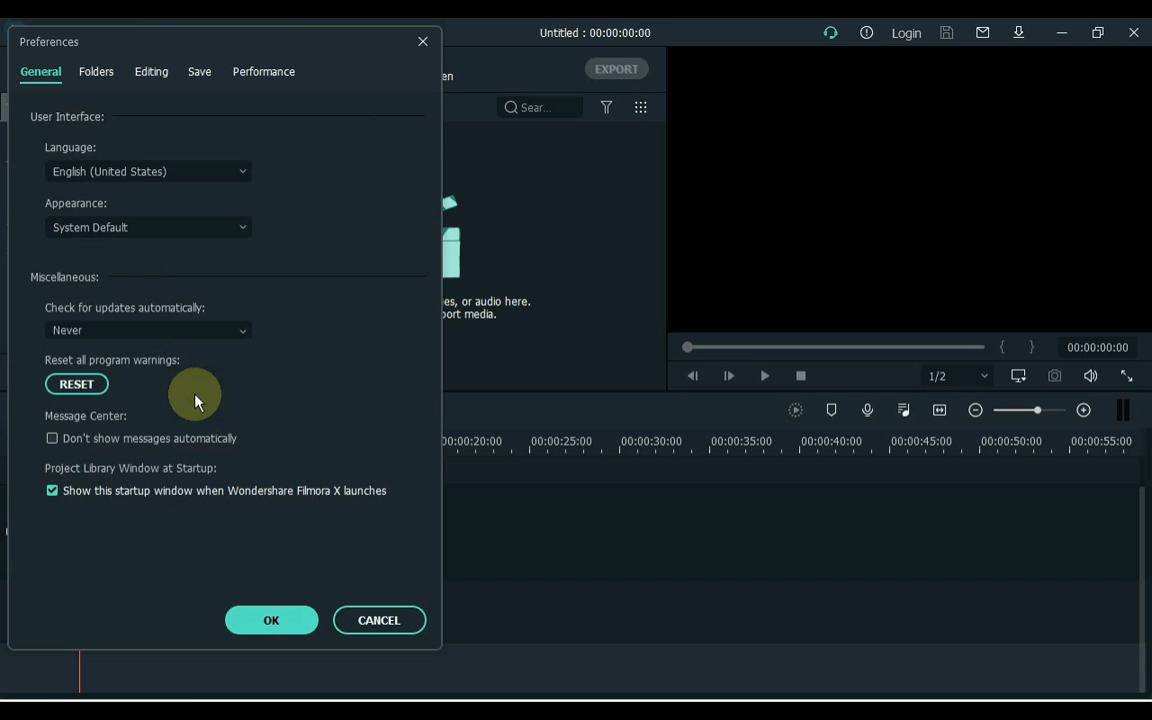 Preferences
Untitled : 00:00:00:00
Login
General Folders Editing Save Performance
en
EXPORT
Sear...
User Interface:
Language:
English (United States)
Appearance:
System Default
Miscellaneous:
Check for updates automatically:
Never
Reset all program warnings:
RESET
Message Center:
Don't show messages automatically
Project Library Window at Startup:
Show this startup window when Wondershare Filmora X launches
OK CANCEL
es, or audio here.
port media.
{ } 00:00:00:00
1/2
00:00:20:00 00:00:25:00 00:00:30:00 00:00:35:00 00:00:40:00 00:00:45:00 00:00:50:00 00:00:55:00